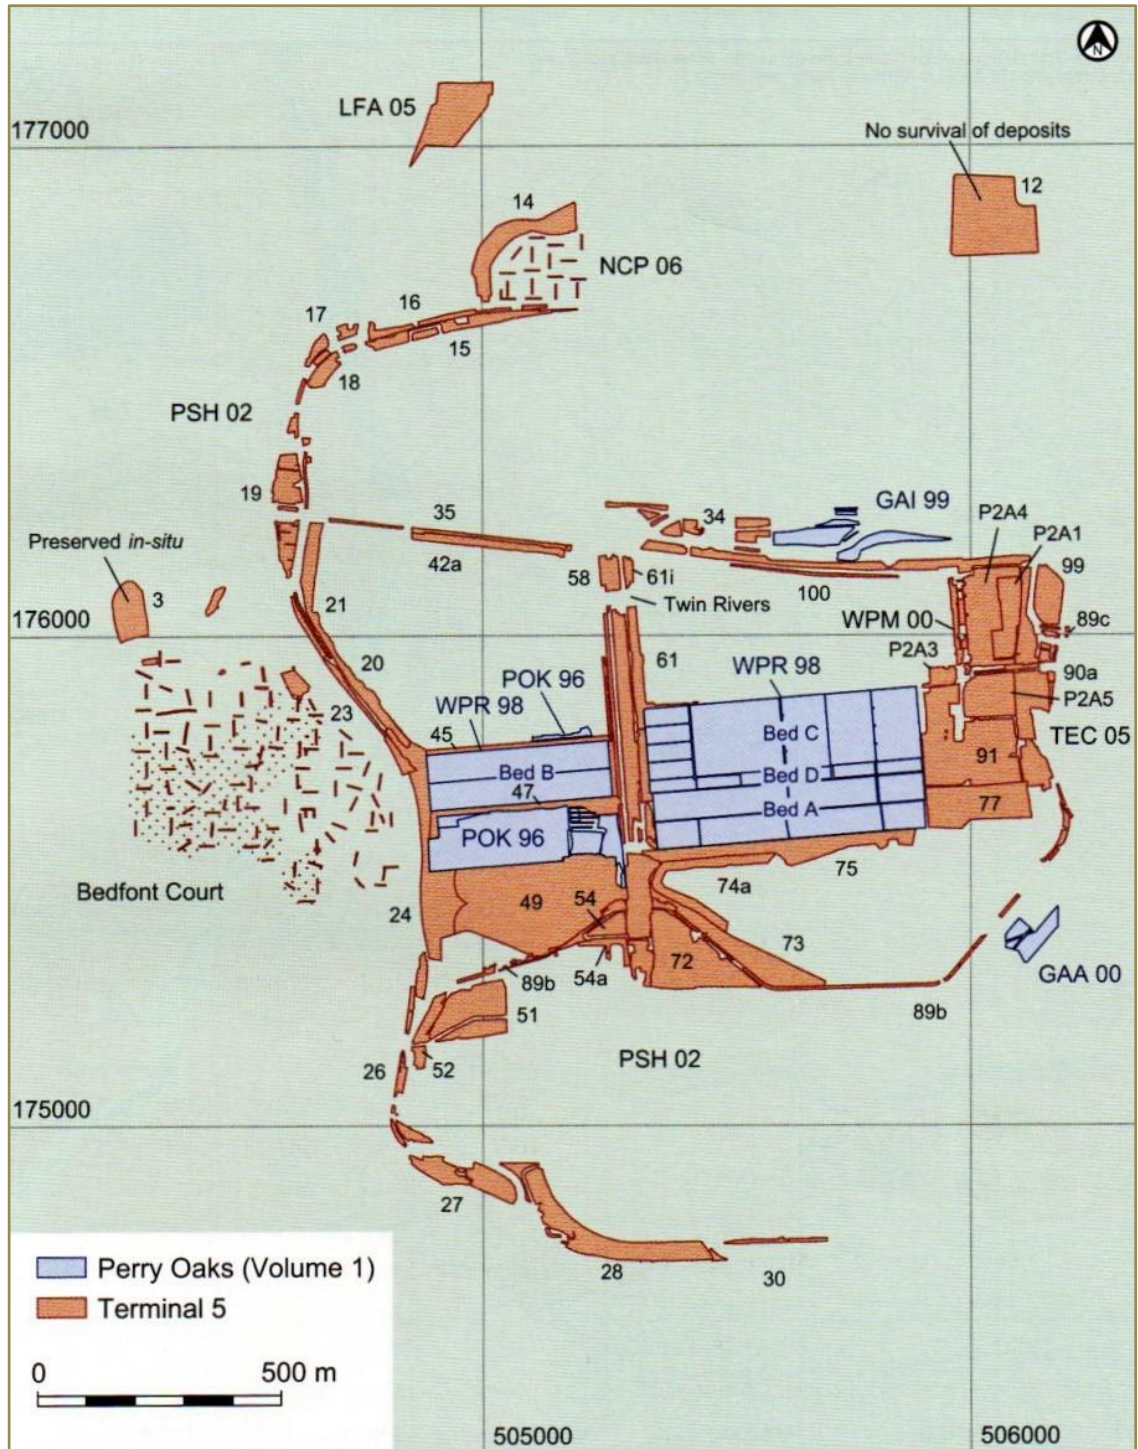 N
LFA 05
177000
No survival of deposits
12
14
NCP 06
16
17
15
18
PSH 02
19
35
34
GAI 99
P2A4
P2A1
Preserved in-situ
3
42a
58
61i
99
21
Twin Rivers
100
176000
WPM 00
89c
P2A3
20
61
WPR 98
90a
POK 96
P2A5
23
WPR 98
45
Bed C
TEC 05
Bed B
Bed D
91
47
Bed A
77
POK 96
75
Bedfont Court
74a
24
49
54
73
72
89b
54a
GAA 00
51
89b
26
52
PSH 02
175000
27
28
30
Perry Oaks (Volume 1)
Terminal 5
0
500 m
505000
506000